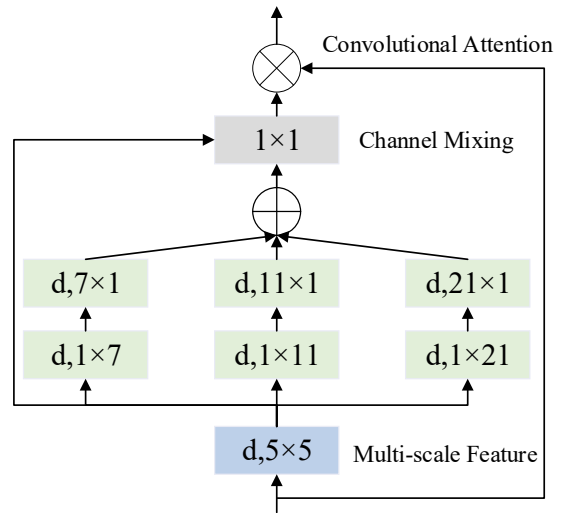 Convolutional Attention
1×1
Channel Mixing
d,7×1
d,11×1
d,21×1
d,1×7
d,1×11
d,1×21
d,5×5
Multi-scale Feature